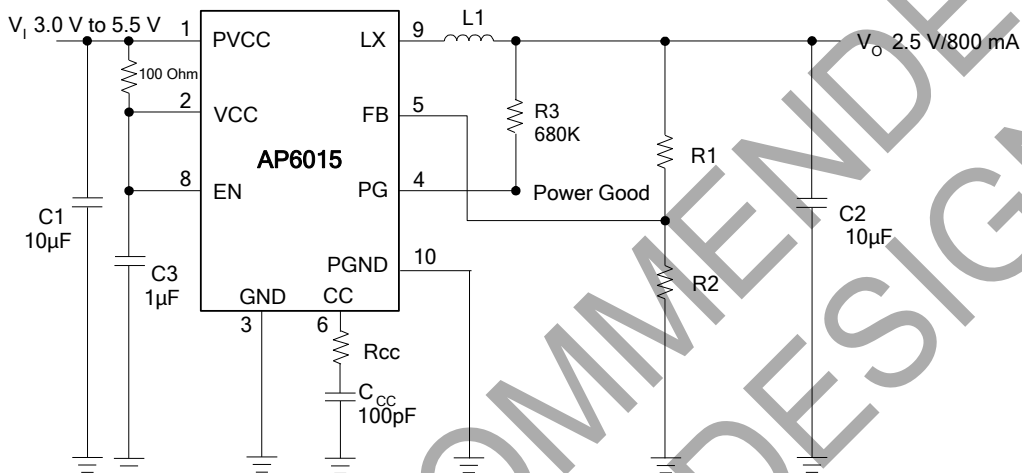 V_I 3.0 V to 5.5 V
1
PVCC
LX
9
L1
V_O 2.5 V/800 mA
100 Ohm
2
VCC
FB
5
R3
680K
R1
AP6015
8
EN
PG
4
Power Good
C1
10µF
C2
10µF
C3
1µF
PGND
10
R2
GND
CC
3
6
Rcc
C_CC
100pF